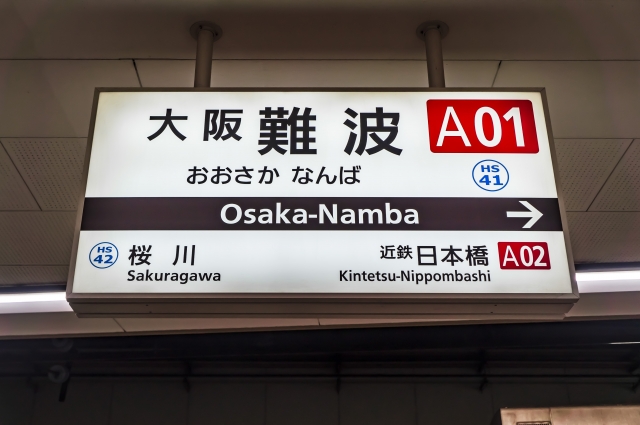 大阪難波 A01
おおさか なんば HS 41
Osaka-Namba →
HS 42 桜川 近鉄日本橋 A02
Sakuragawa Kintetsu-Nippombashi